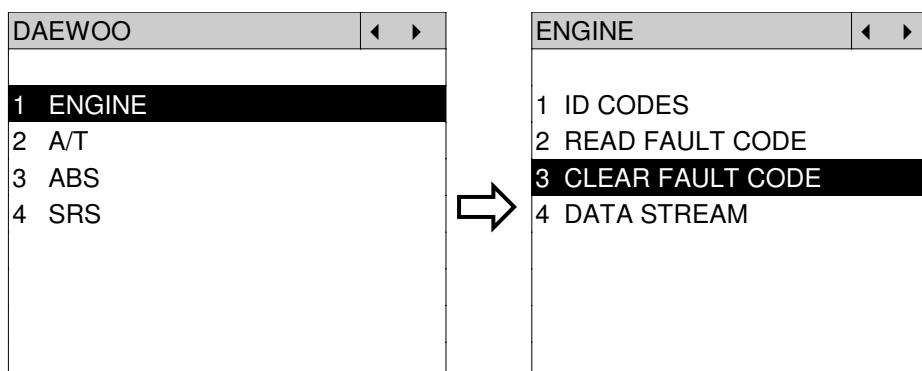 DAEWOO
1 ENGINE
2 A/T
3 ABS
4 SRS
ENGINE
1 ID CODES
2 READ FAULT CODE
3 CLEAR FAULT CODE
4 DATA STREAM